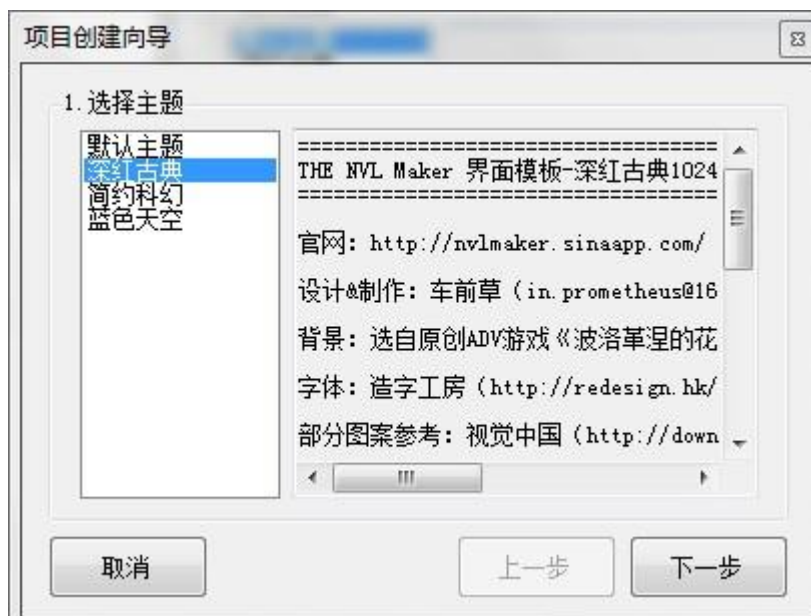 项目创建向导
1.选择主题
默认主题
深红古典
简约科幻
蓝色天空
===================================
THE NVL Maker 界面模板-深红古典1024
===================================
官网：http://nvlmaker.sinaapp.com/
设计&制作：车前草（in.prometheus@16
背景：选自原创ADV游戏《波洛革涅的花
字体：造字工房（http://redesign.hk/
部分图案参考：视觉中国（http://down
取消
上一步
下一步